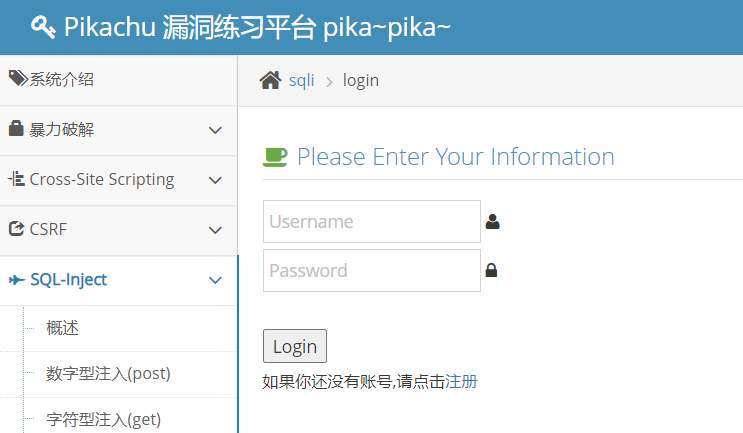 Pikachu 漏洞练习平台 pika~pika~
系统介绍
暴力破解
Cross-Site Scripting
CSRF
SQL-Inject
概述
数字型注入(post)
字符型注入(get)
sqli > login
Please Enter Your Information
Username
Password
Login
如果你还没有账号,请点击注册